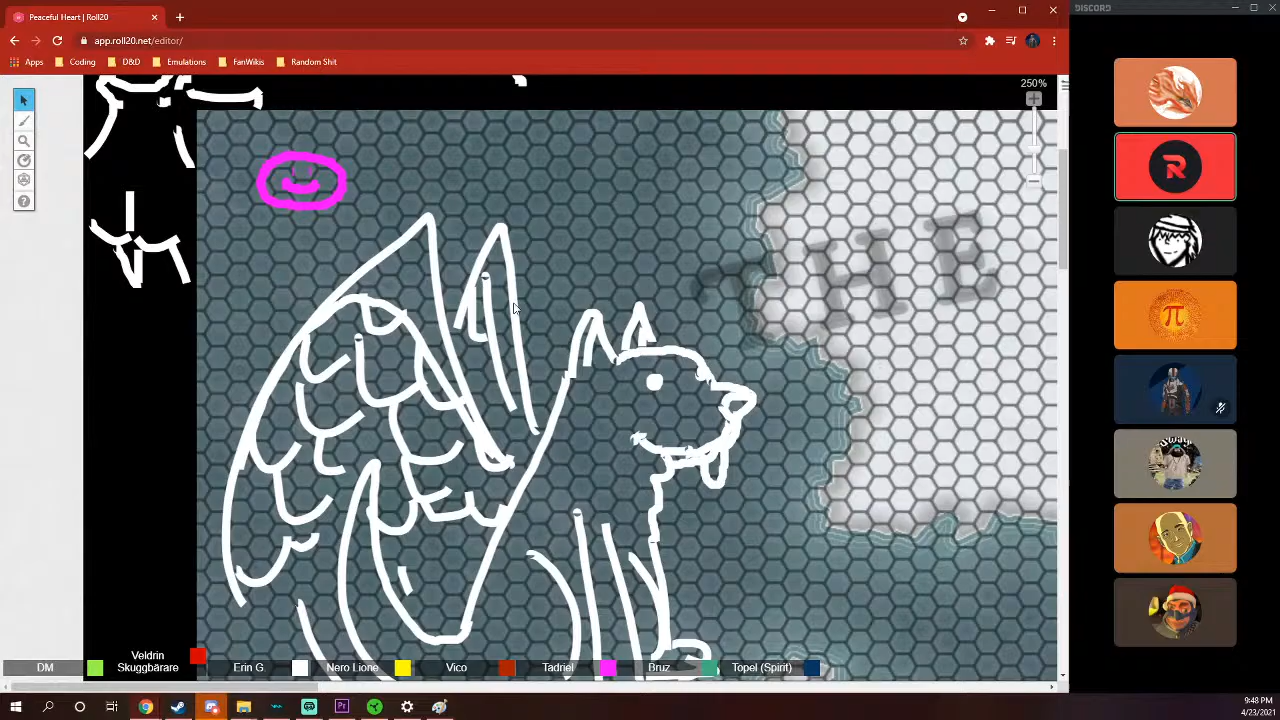 Peaceful Heart | Roll20
DISCORD
app.roll20.net/editor/
Apps Coding D&D Emulations FanWikis Random Shit
250%
THE
DM
Veldrin Skuggbärare
Erin G
Nero Lione
Vico
Tadriel
Bruz
Topel (Spirit)
9:48 PM
4/23/2021